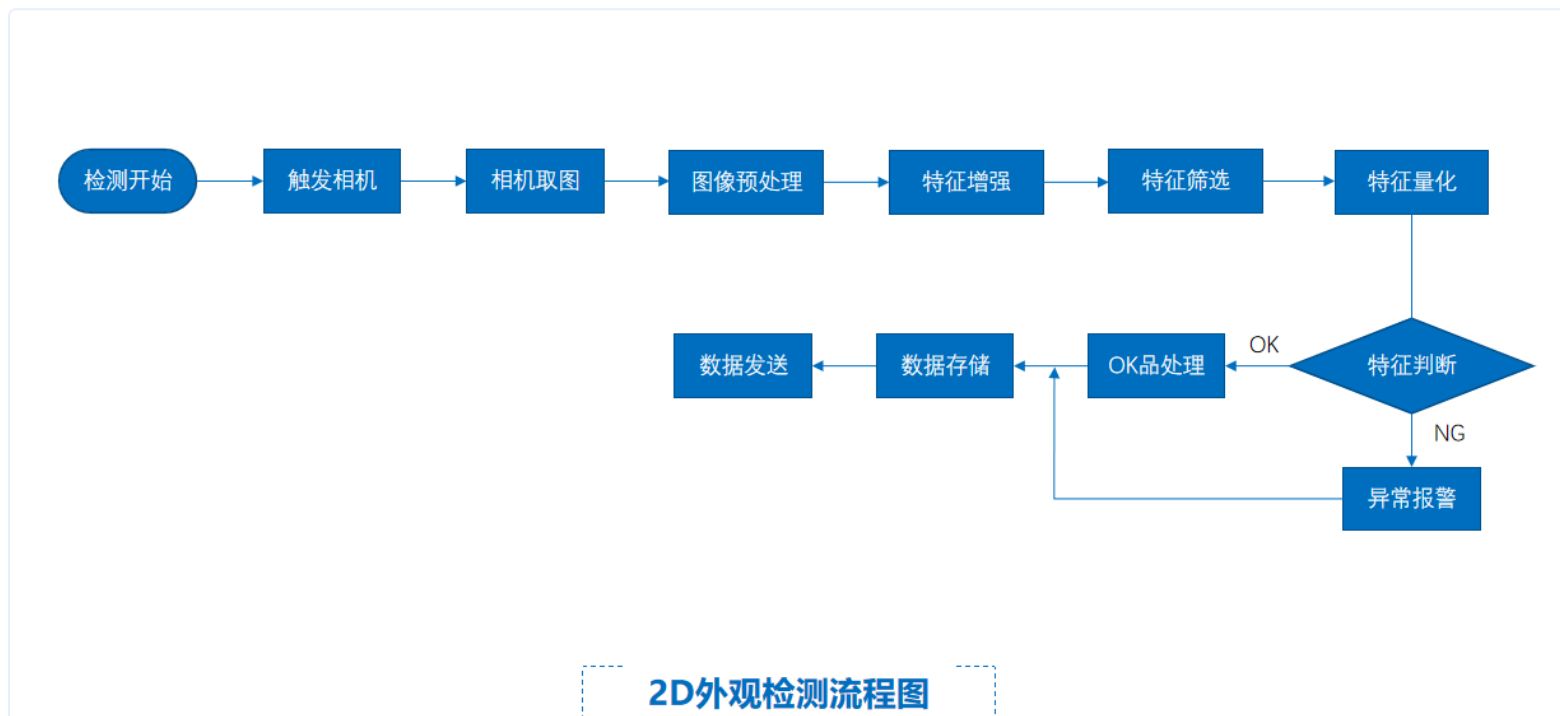 检测开始
触发相机
相机取图
图像预处理
特征增强
特征筛选
特征量化
特征判断
OK
OK品处理
数据存储
数据发送
NG
异常报警
2D外观检测流程图